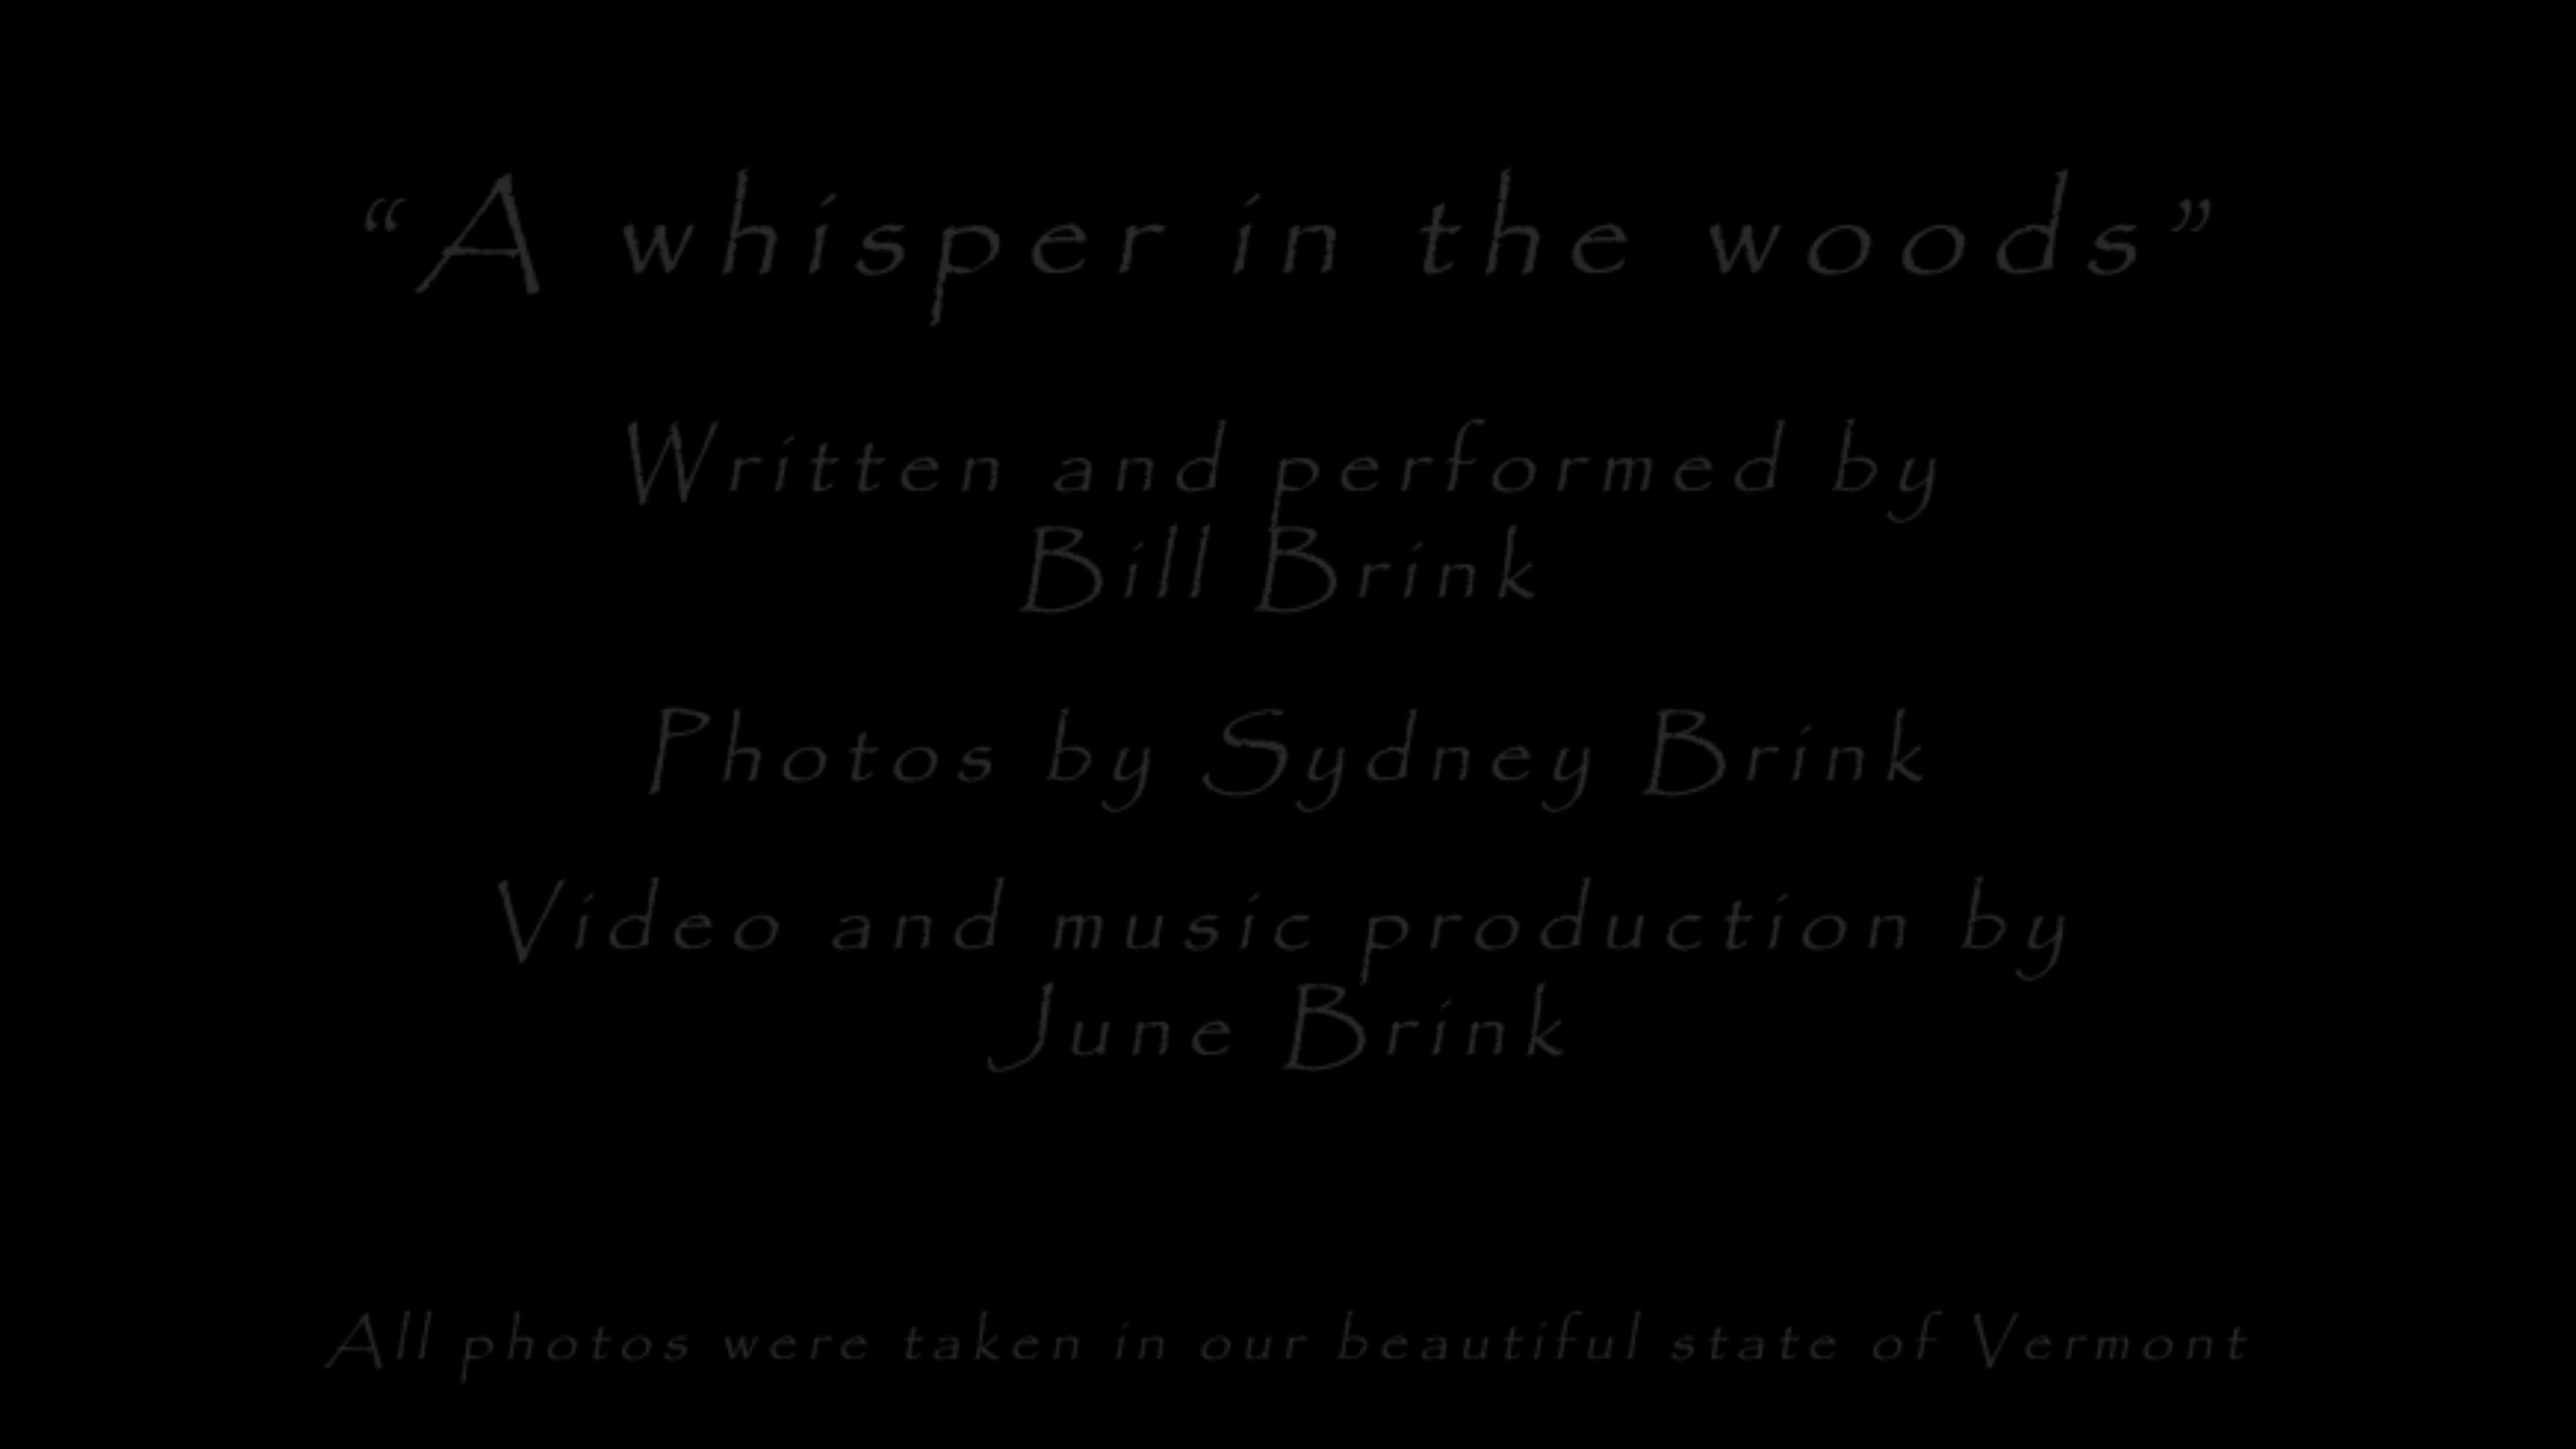 “A whisper in the woods”
Written and performed by
Bill Brink
Photos by Sydney Brink
Video and music production by
June Brink
All photos were taken in our beautiful state of Vermont